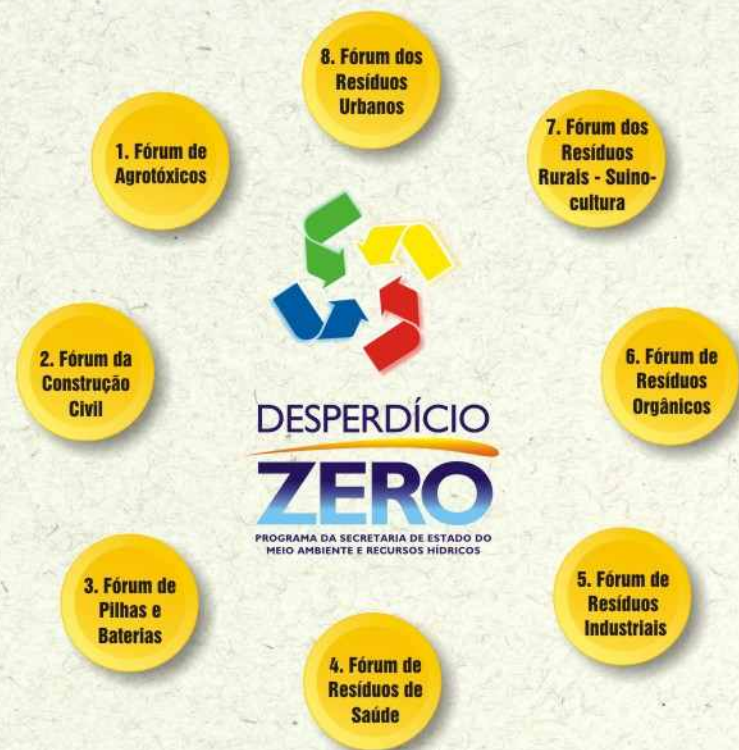 8. Fórum dos
Resíduos
Urbanos
1. Fórum de
Agrotóxicos
7. Fórum dos
Resíduos
Rurais - Suino-
cultura
2. Fórum da
Construção
Civil
6. Fórum de
Resíduos
Orgânicos
DESPERDÍCIO
ZERO
PROGRAMA DA SECRETARIA DE ESTADO DO
MEIO AMBIENTE E RECURSOS HÍDRICOS
3. Fórum de
Pilhas e
Baterias
5. Fórum de
Resíduos
Industriais
4. Fórum de
Resíduos de
Saúde